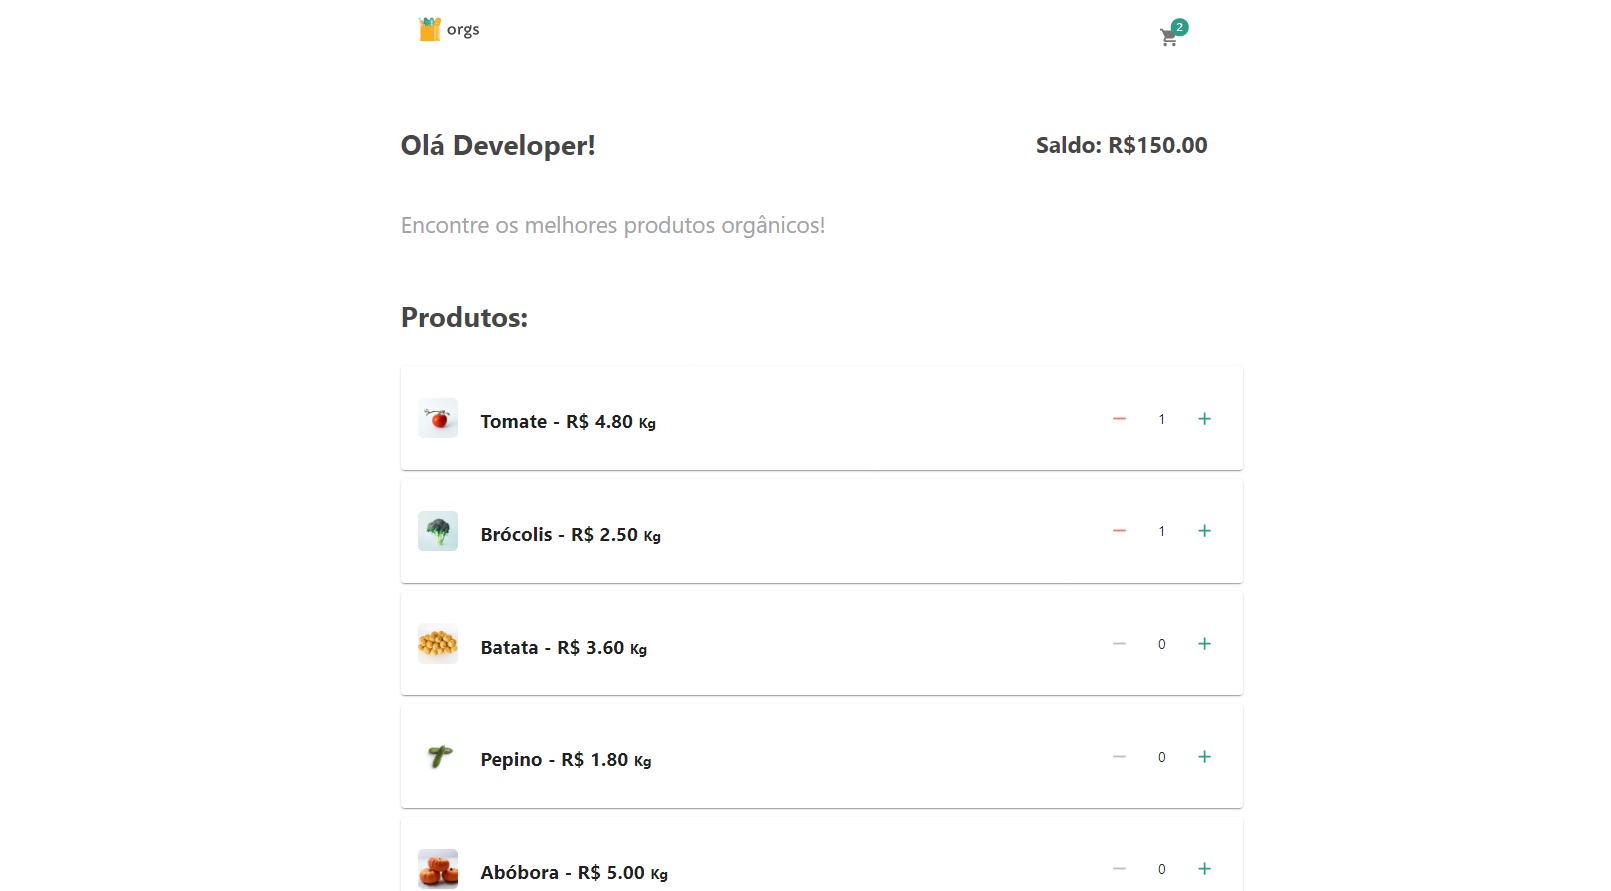 orgs
2
Olá Developer!
Saldo: R$150.00
Encontre os melhores produtos orgânicos!
Produtos:
Tomate - R$ 4.80 Kg
1
Brócolis - R$ 2.50 Kg
1
Batata - R$ 3.60 Kg
0
Pepino - R$ 1.80 Kg
0
Abóbora - R$ 5.00 Kg
0